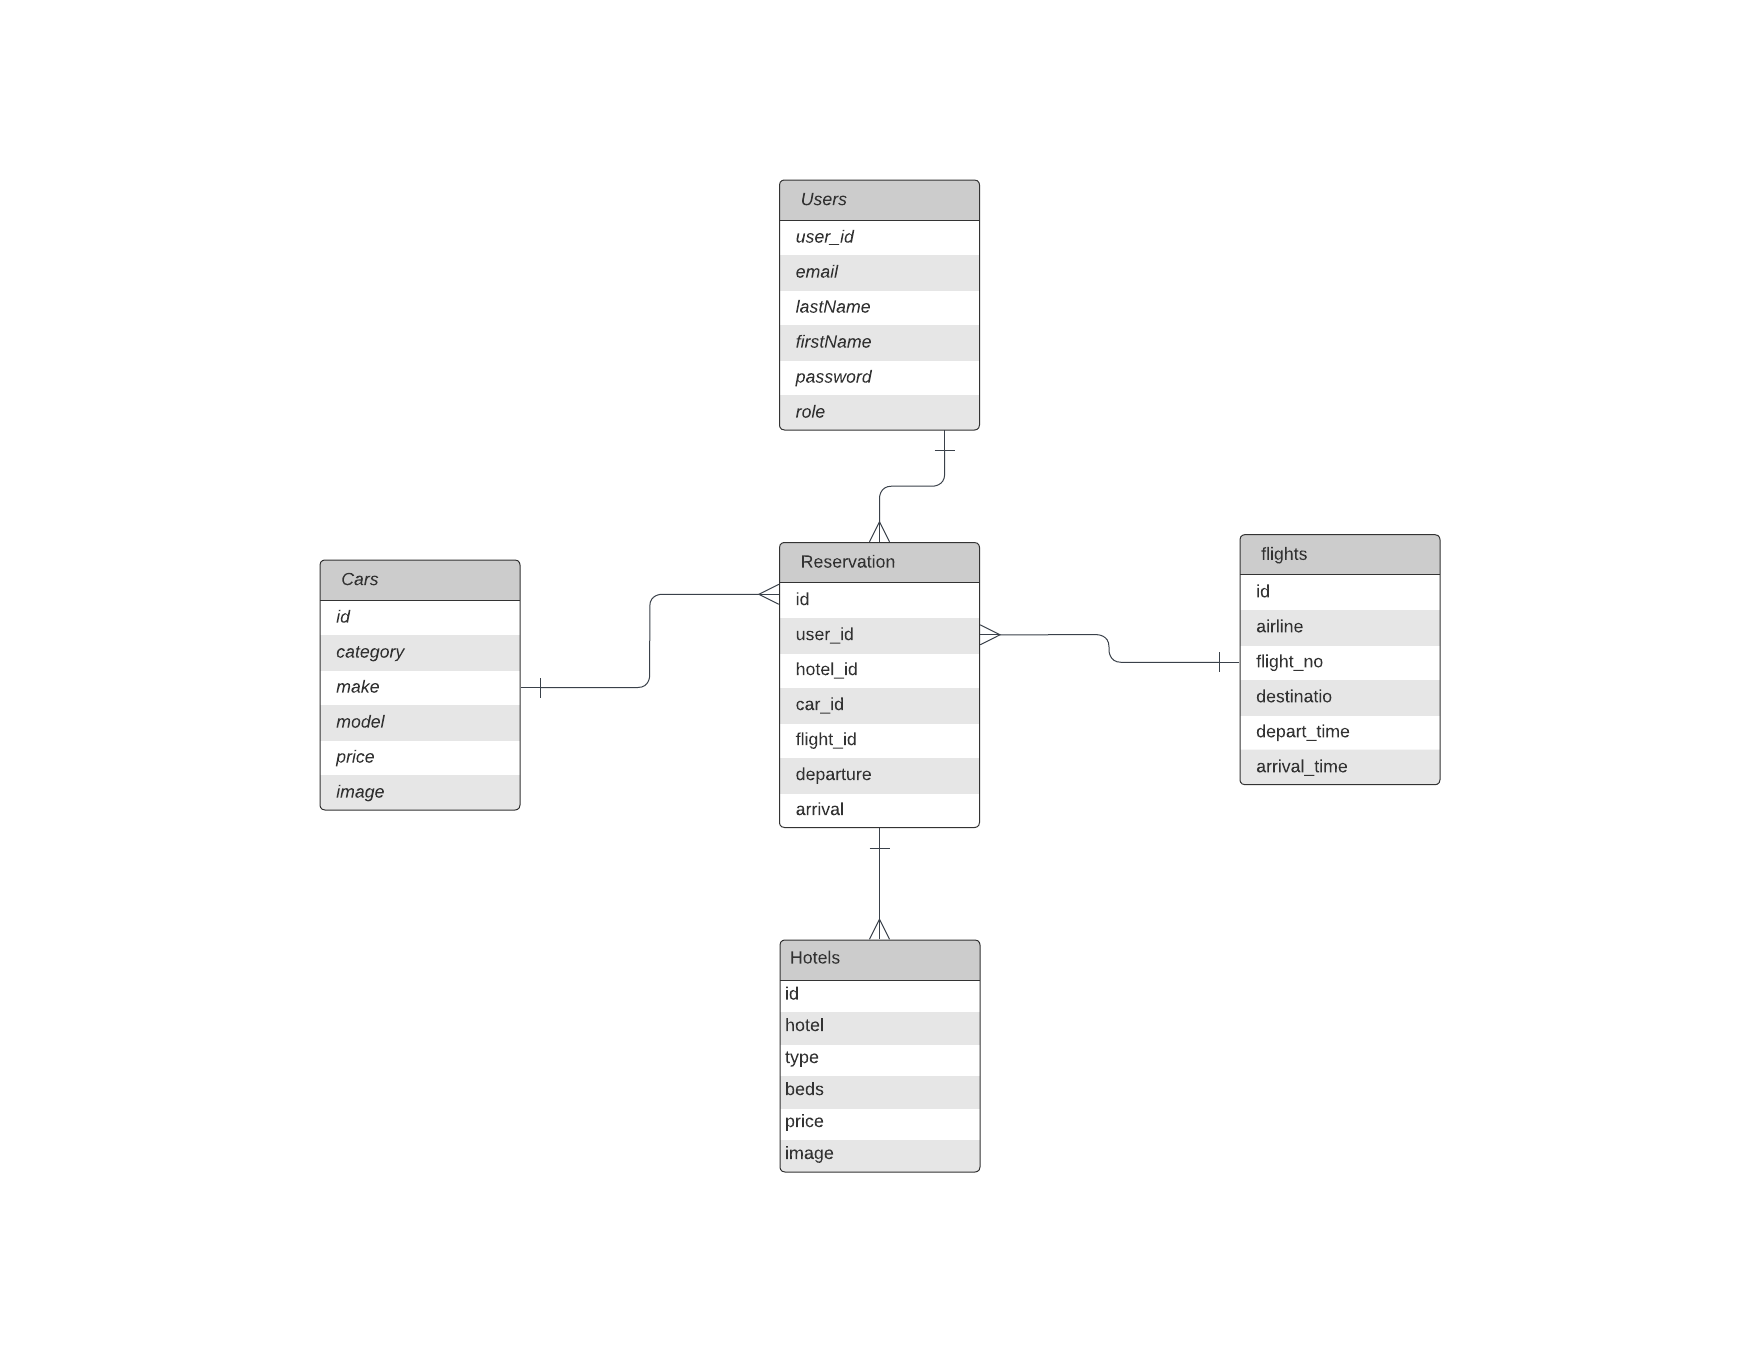 Users
user_id
email
lastName
firstName
password
role
Cars
id
category
make
model
price
image
Reservation
id
user_id
hotel_id
car_id
flight_id
departure
arrival
flights
id
airline
flight_no
destinatio
depart_time
arrival_time
Hotels
id
hotel
type
beds
price
image